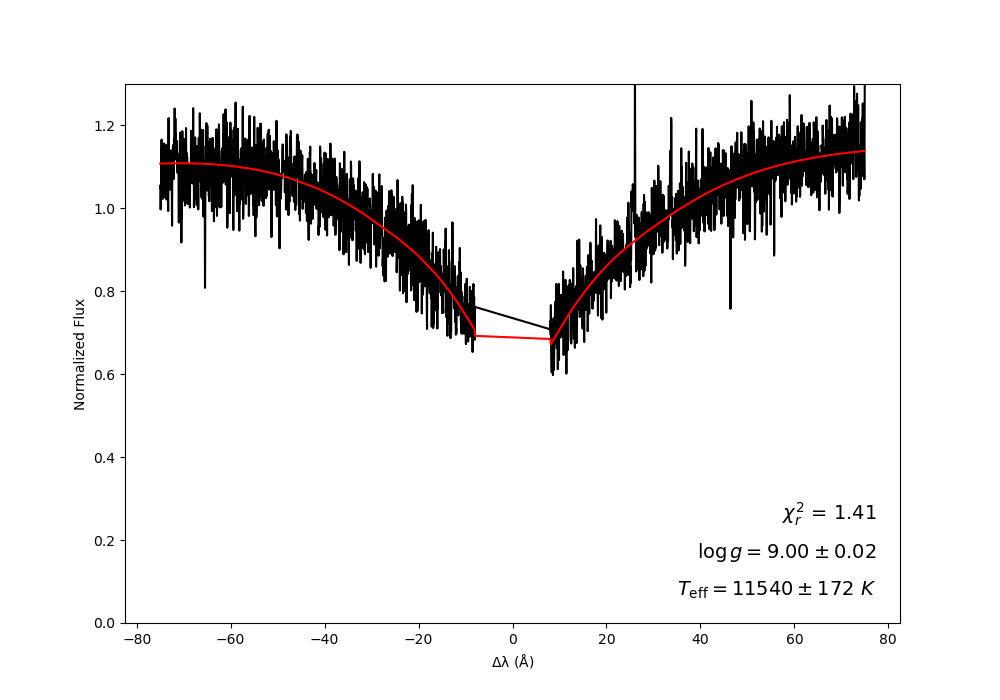 1.2
1.0
0.8
0.6
0.4
0.2
0.0
Normalized Flux
χ²ᵣ = 1.41
log g = 9.00 ± 0.02
T_eff = 11540 ± 172 K
−80 −60 −40 −20 0 20 40 60 80
Δλ (Å)